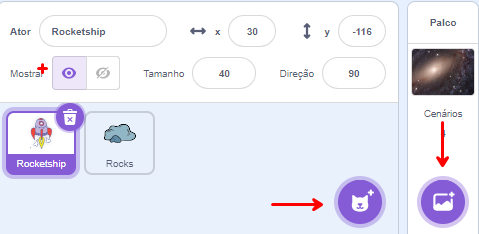 Ator Rocketship x 30 y -116
Mostrar Tamanho 40 Direção 90
Rocketship
Rocks
Palco
Cenários